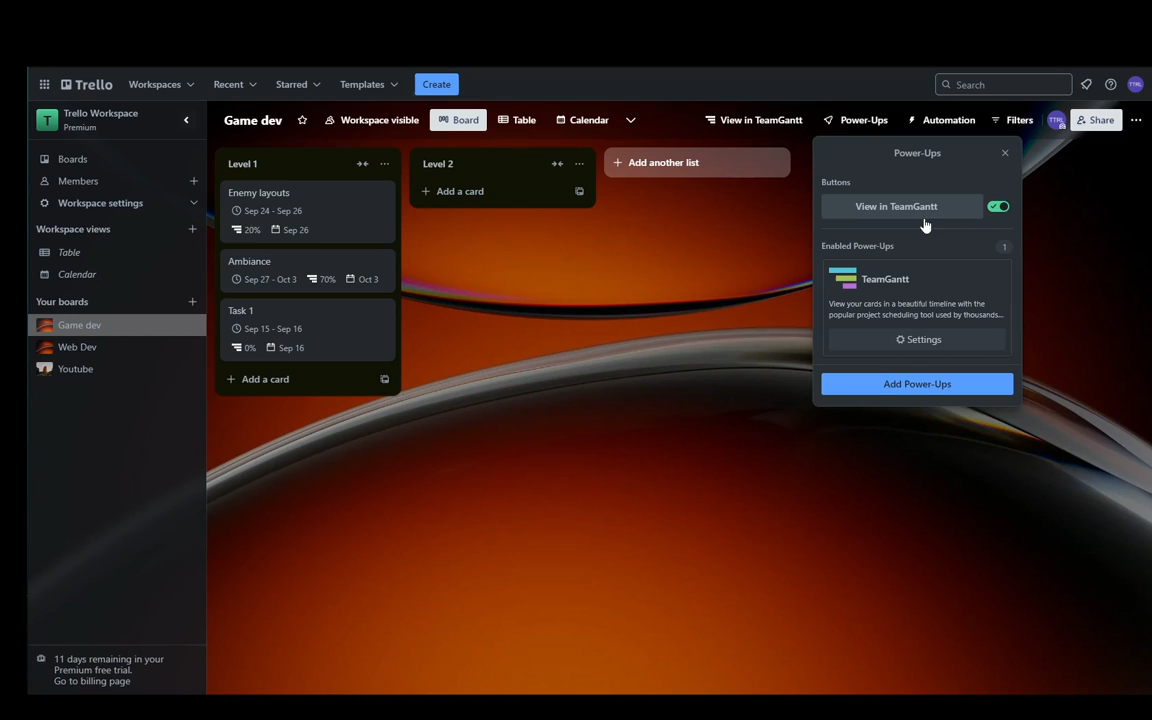 Trello Workspaces Recent Starred Templates Create Search TTRL
T Trello Workspace
Premium
Game dev Workspace visible Board Table Calendar View in TeamGantt Power-Ups Automation Filters TTRL Share
Boards
Members
Workspace settings
Workspace views
Table
Calendar
Your boards
Game dev
Web Dev
Youtube
11 days remaining in your
Premium free trial.
Go to billing page
Level 1
Enemy layouts
Sep 24 - Sep 26
20% Sep 26
Ambiance
Sep 27 - Oct 3 70% Oct 3
Task 1
Sep 15 - Sep 16
0% Sep 16
+ Add a card
Level 2
+ Add a card
+ Add another list
Power-Ups
Buttons
View in TeamGantt
Enabled Power-Ups 1
TeamGantt
View your cards in a beautiful timeline with the
popular project scheduling tool used by thousands...
Settings
Add Power-Ups